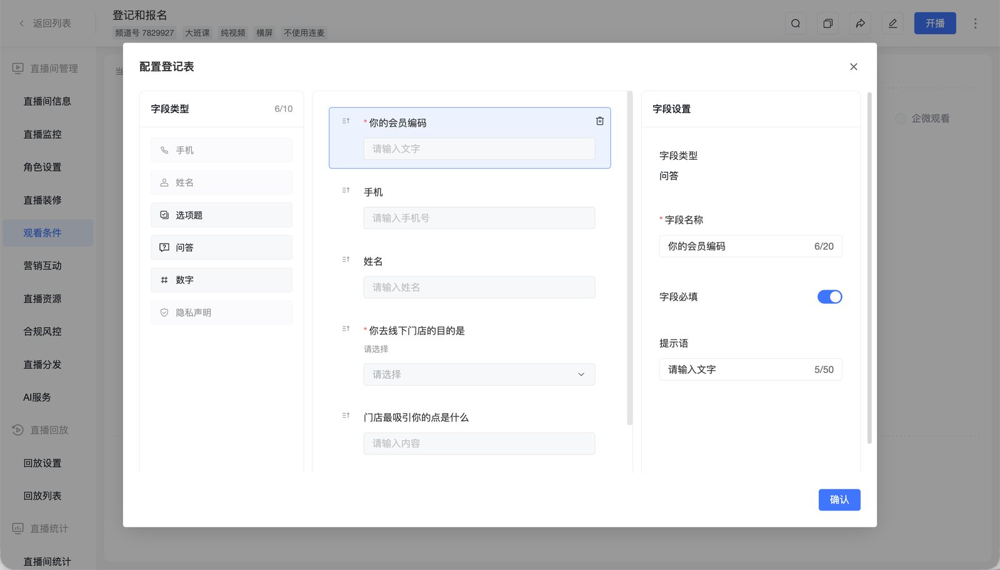 返回列表
登记和报名
频道号 7829927 大班课 纯视频 横屏 不使用连麦
开播
直播间管理
直播间信息
直播监控
角色设置
直播装修
观看条件
营销互动
直播资源
合规风控
直播分发
AI服务
直播回放
回放设置
回放列表
直播统计
直播间统计
当
企微观看
配置登记表
字段类型 6/10
手机
姓名
选项题
问答
数字
隐私声明
* 你的会员编码
请输入文字
手机
请输入手机号
姓名
请输入姓名
* 你去线下门店的目的是
请选择
请选择
门店最吸引你的点是什么
请输入内容
字段设置
字段类型
问答
* 字段名称
你的会员编码 6/20
字段必填
提示语
请输入文字 5/50
确认